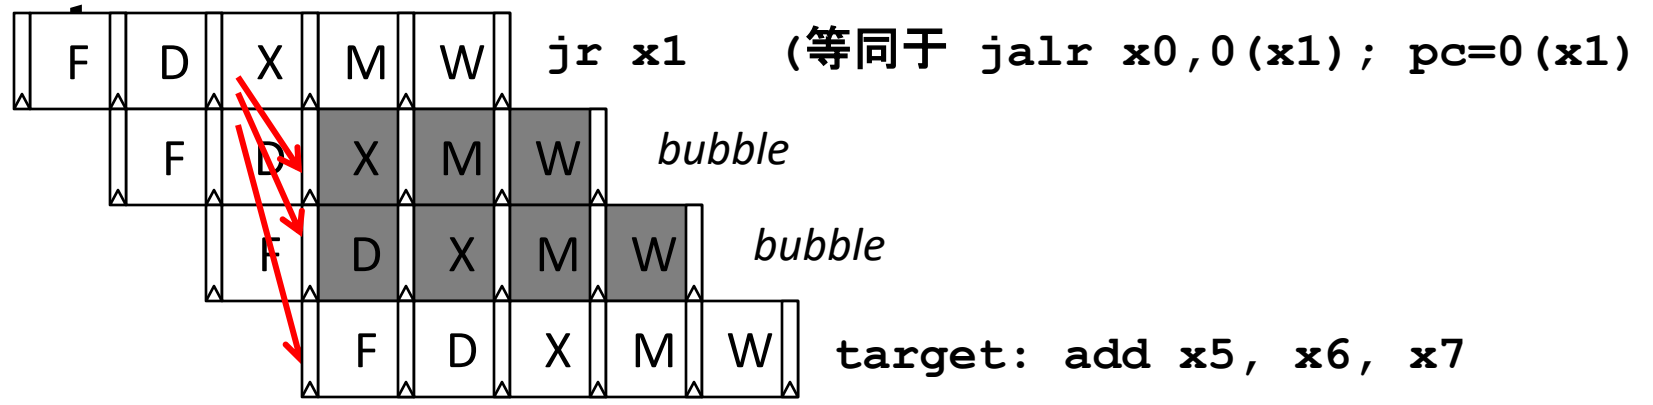 F D X M W jr x1 (等同于 jalr x0,0(x1); pc=0(x1)
F D X M W bubble
F D X M W bubble
F D X M W target: add x5, x6, x7